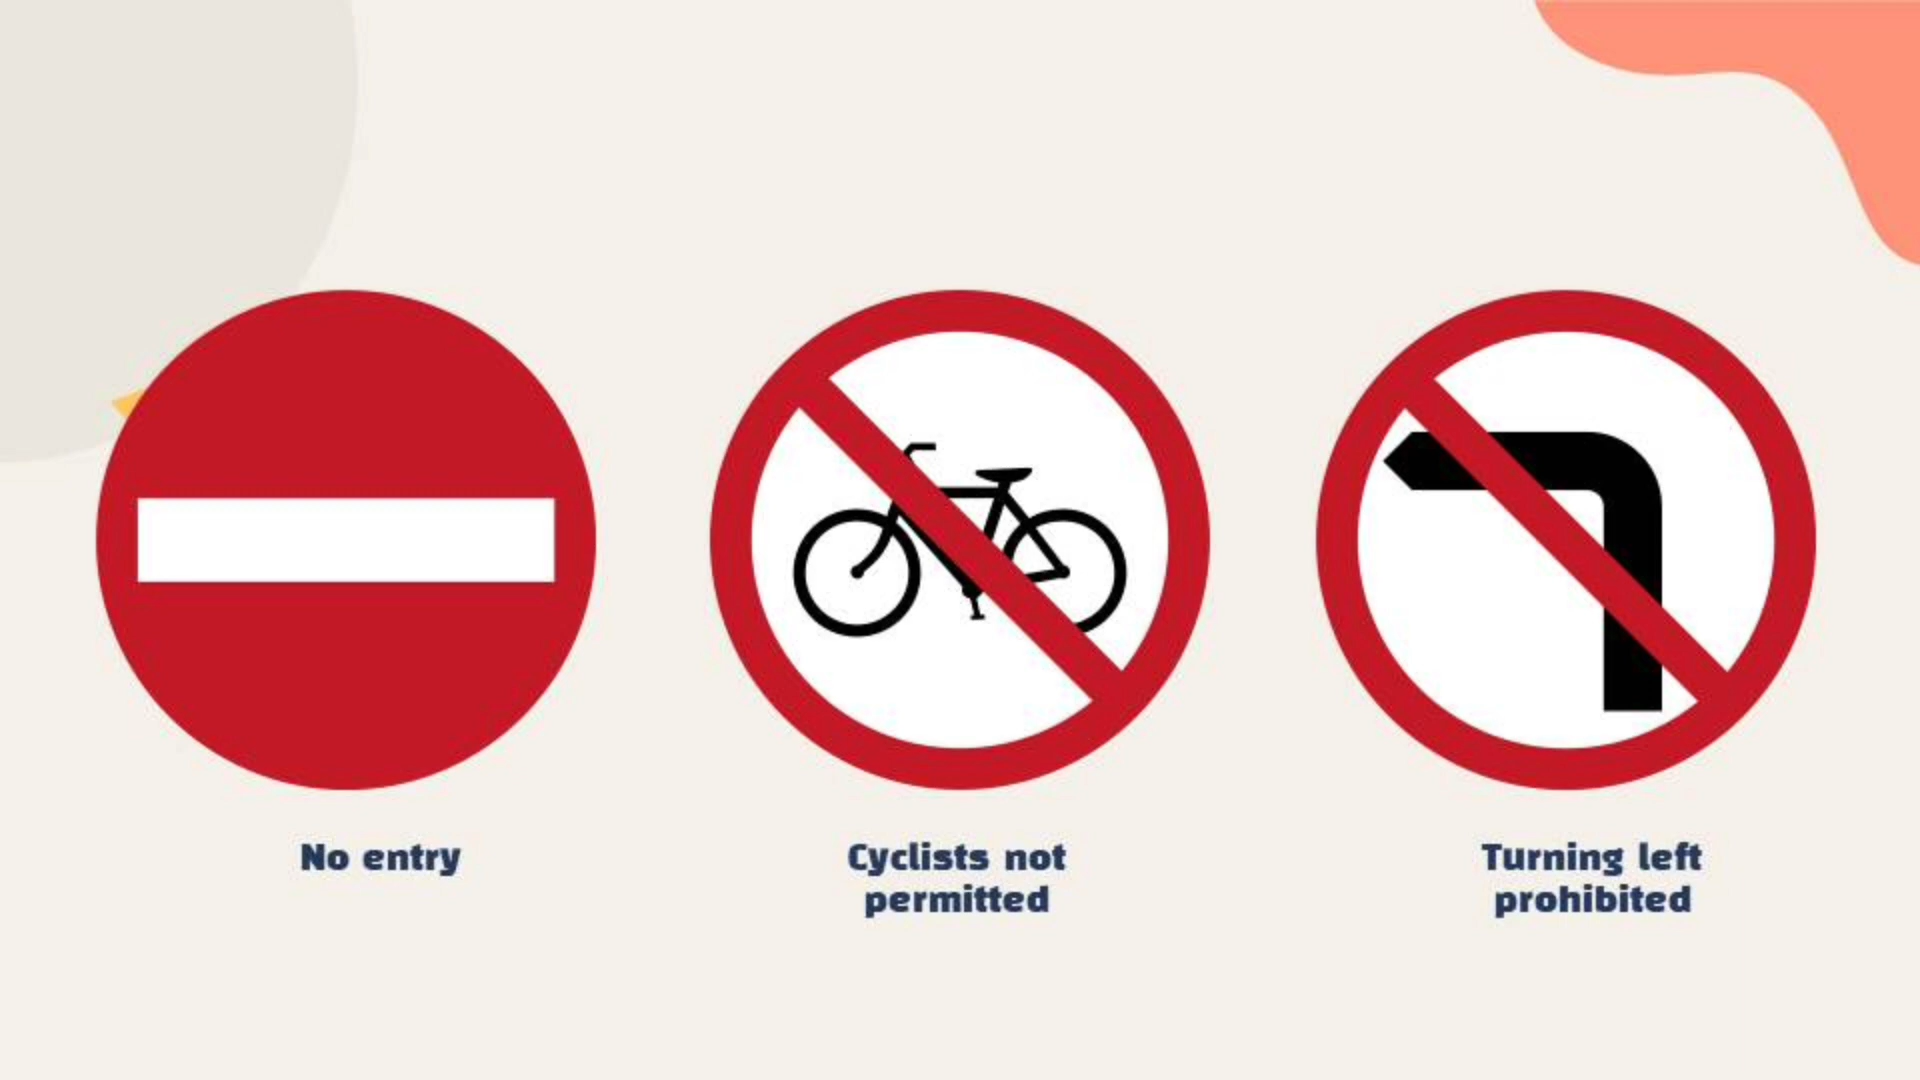 No entry
Cyclists not
permitted
Turning left
prohibited